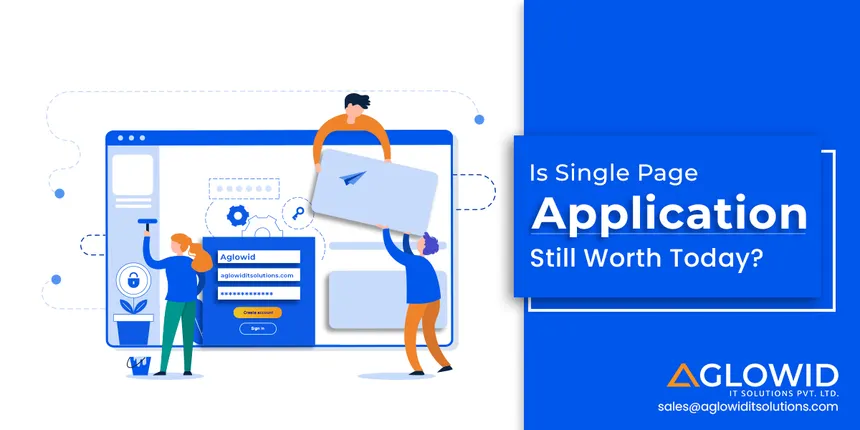 Aglowid
aglowiditsolutions.com
Create account
Sign in
Is Single Page
Application
Still Worth Today?
AGLOWID
IT SOLUTIONS PVT. LTD.
sales@aglowiditsolutions.com